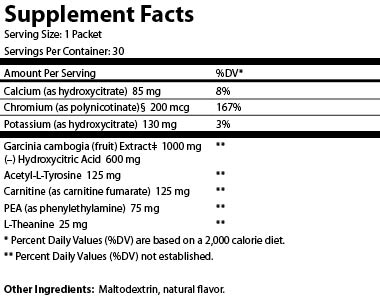 Supplement Facts
Serving Size: 1 Packet
Servings Per Container: 30
Amount Per Serving %DV*
Calcium (as hydroxycitrate) 85 mg 8%
Chromium (as polynicotinate)§ 200 mcg 167%
Potassium (as hydroxycitrate) 130 mg 3%
Garcinia cambogia (fruit) Extract‡ 1000 mg **
(–) Hydroxycitric Acid 600 mg
Acetyl-L-Tyrosine 125 mg **
Carnitine (as carnitine fumarate) 125 mg **
PEA (as phenylethylamine) 75 mg **
L-Theanine 25 mg **
* Percent Daily Values (%DV) are based on a 2,000 calorie diet.
** Percent Daily Values (%DV) not established.
Other Ingredients: Maltodextrin, natural flavor.